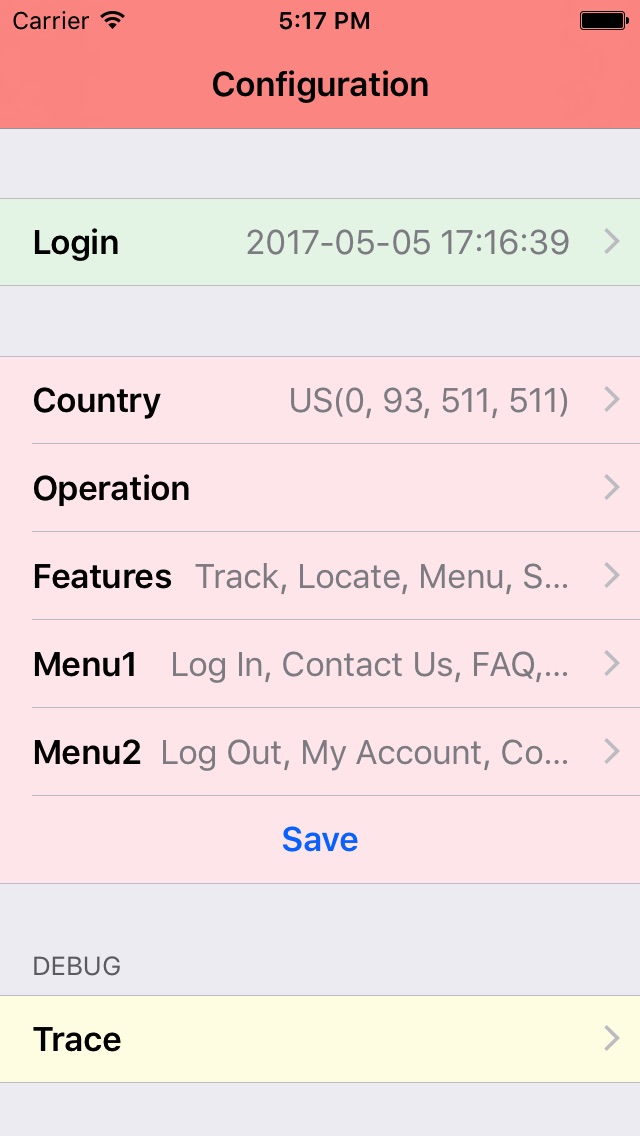 Carrier 5:17 PM
Configuration
Login 2017-05-05 17:16:39
Country US(0, 93, 511, 511)
Operation
Features Track, Locate, Menu, S...
Menu1 Log In, Contact Us, FAQ,...
Menu2 Log Out, My Account, Co...
Save
DEBUG
Trace